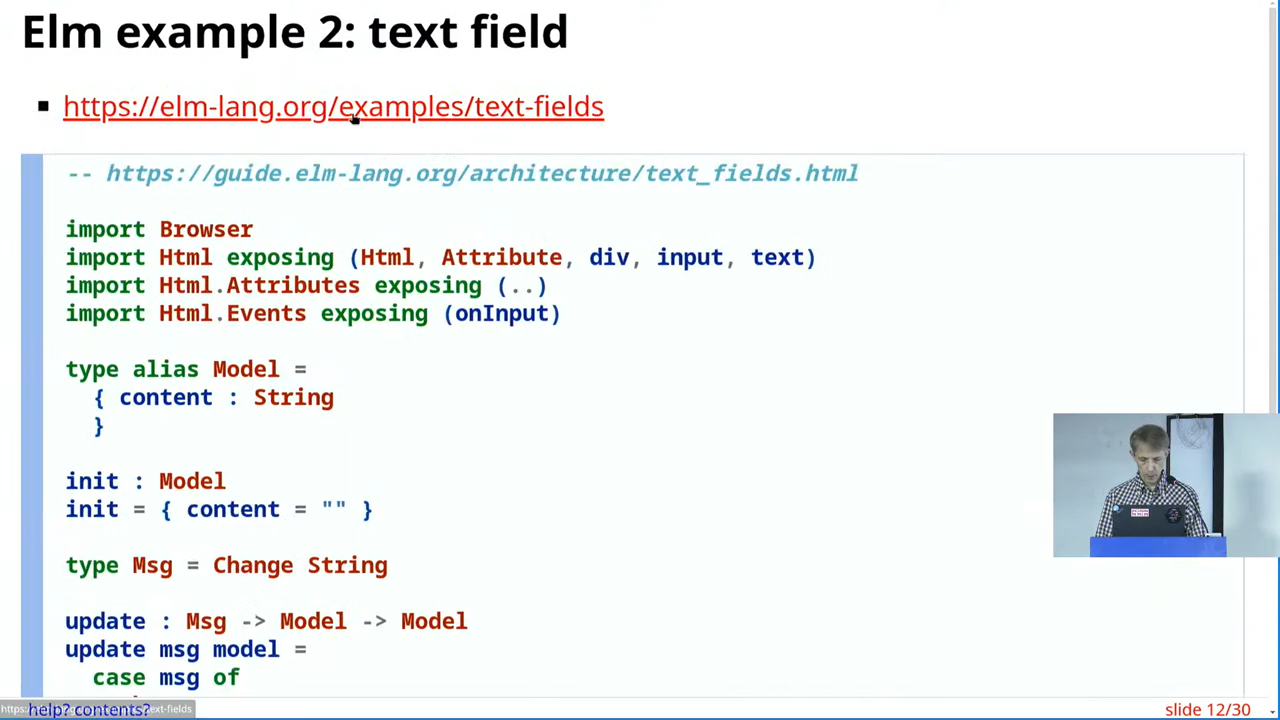 Elm example 2: text field
https://elm-lang.org/examples/text-fields
-- https://guide.elm-lang.org/architecture/text_fields.html
import Browser
import Html exposing (Html, Attribute, div, input, text)
import Html.Attributes exposing (..)
import Html.Events exposing (onInput)
type alias Model =
{ content : String
}
init : Model
init = { content = "" }
type Msg = Change String
update : Msg -> Model -> Model
update msg model =
case msg of
help? contents?
slide 12/30